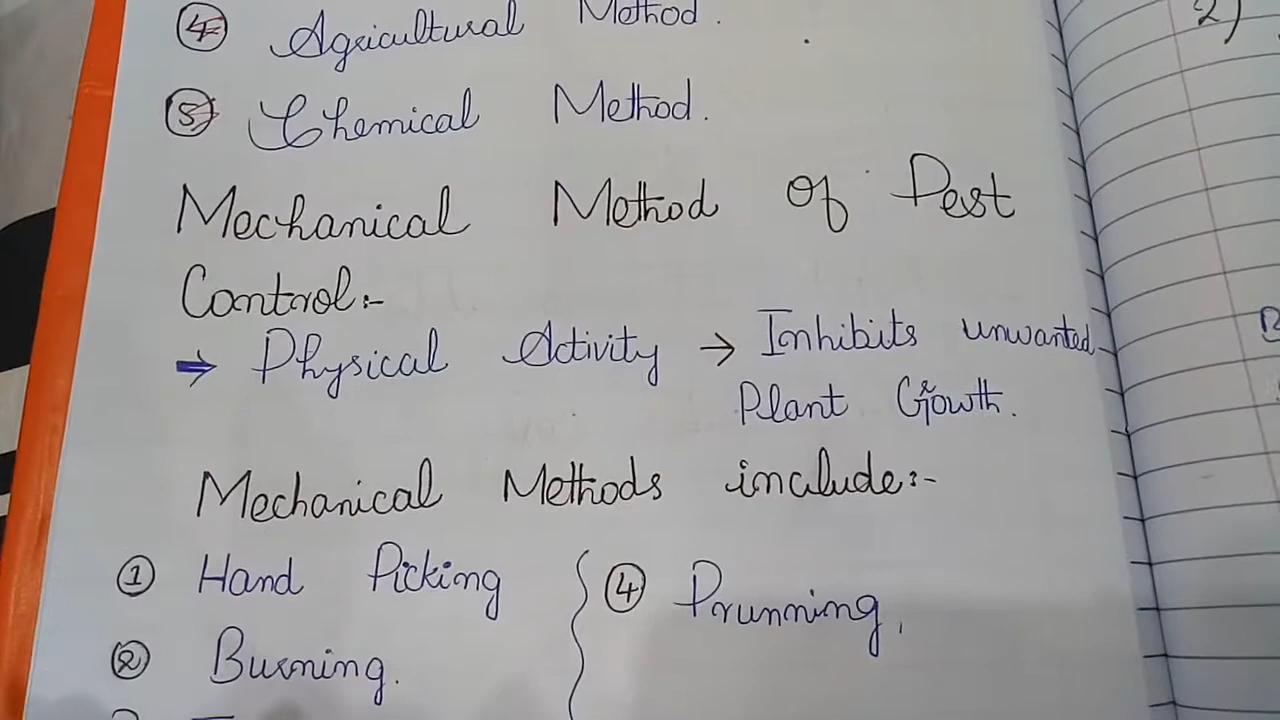 ④ Agricultural Method.
⑤ Chemical Method.
Mechanical Method Of Pest
Control:-
⇒ Physical Activity → Inhibits unwanted
Plant Growth.
Mechanical Methods include:-
① Hand Picking
② Burning.
④ Prunning,
2)